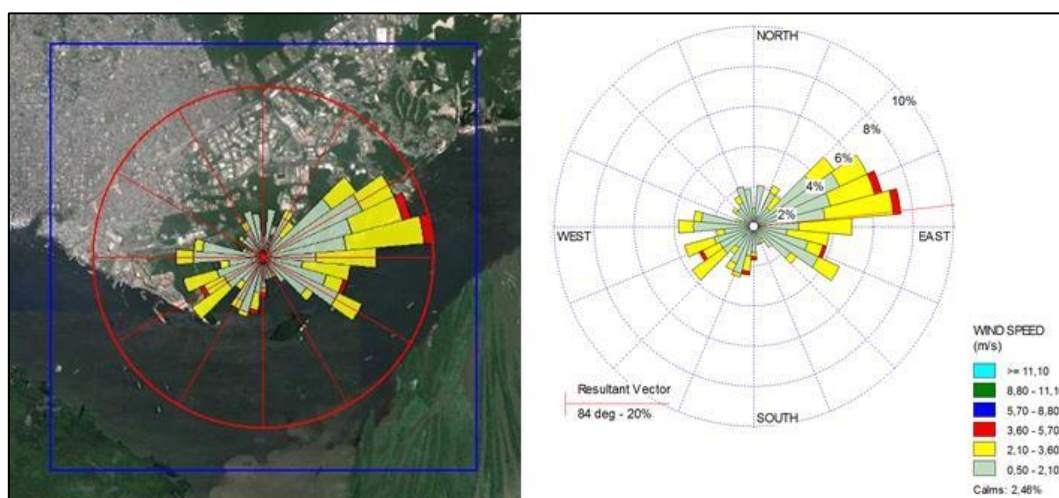 NORTH
10%
8%
6%
4%
2%
WEST
EAST
SOUTH
Resultant Vector
84 deg - 20%
WIND SPEED
(m/s)
>= 11,10
8,80 - 11,1
5,70 - 8,80
3,60 - 5,70
2,10 - 3,60
0,50 - 2,10
Calms: 2,46%